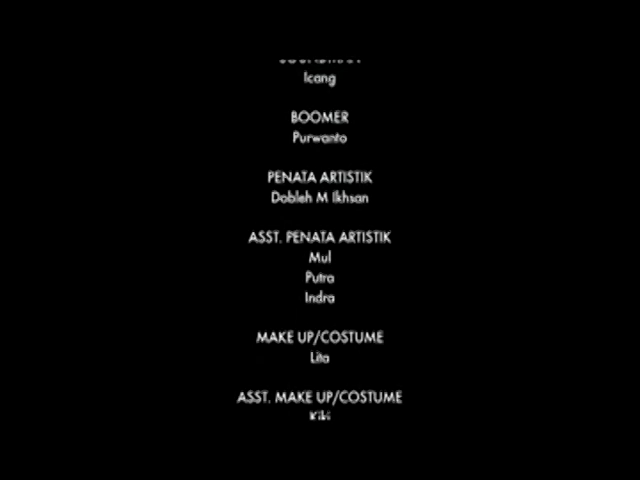 Icang
BOOMER
Purwanto
PENATA ARTISTIK
Dobleh M Ikhsan
ASST. PENATA ARTISTIK
Mul
Putra
Indra
MAKE UP/COSTUME
Lita
ASST. MAKE UP/COSTUME